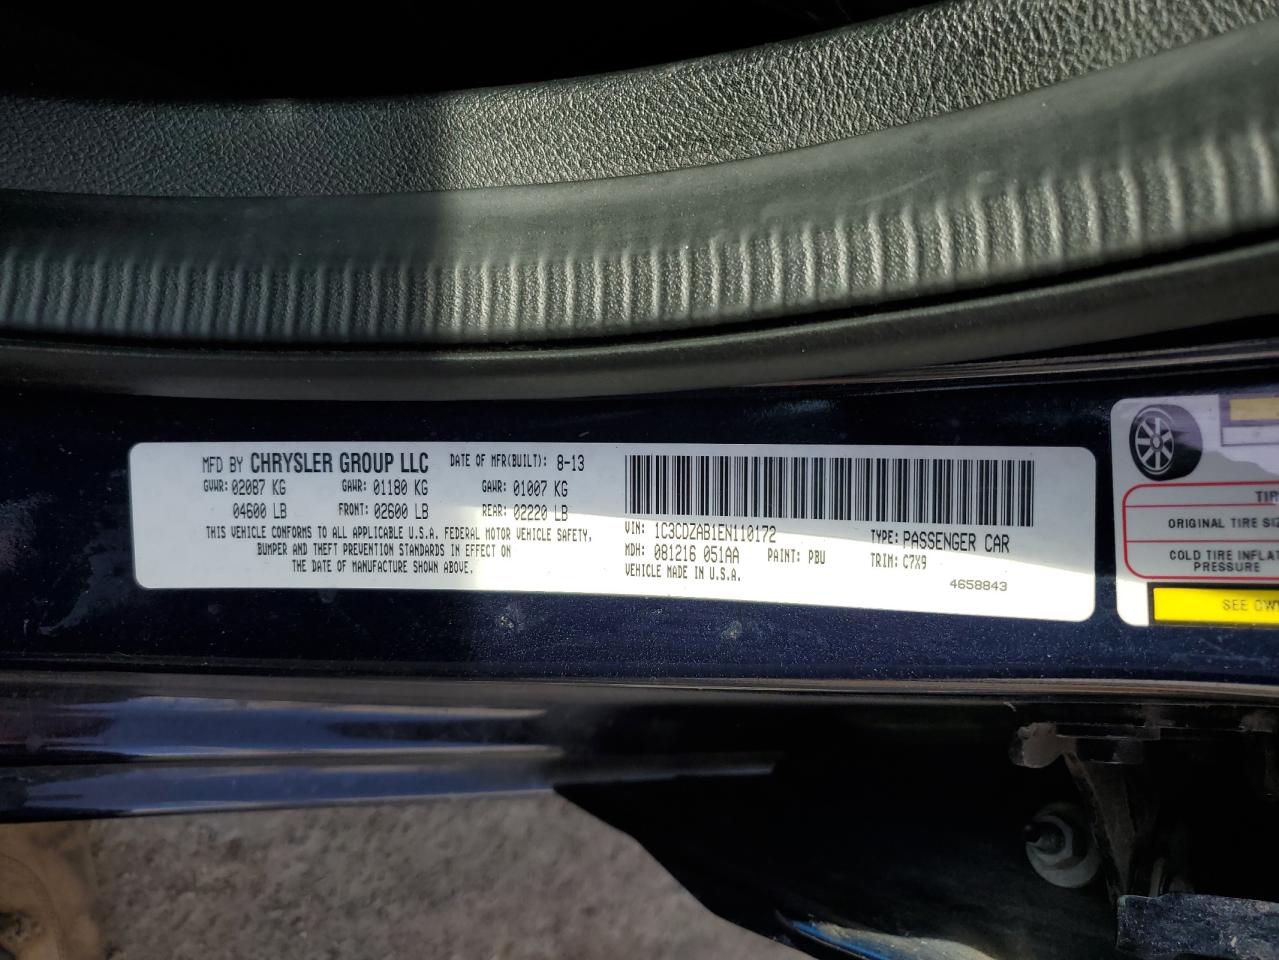 MFD BY CHRYSLER GROUP LLC DATE OF MFR(BUILT): 8-13
GVWR: 02087 KG GAWR: 01180 KG GAWR: 01007 KG
04600 LB FRONT: 02600 LB REAR: 02220 LB
THIS VEHICLE CONFORMS TO ALL APPLICABLE U.S.A. FEDERAL MOTOR VEHICLE SAFETY,
BUMPER AND THEFT PREVENTION STANDARDS IN EFFECT ON
THE DATE OF MANUFACTURE SHOWN ABOVE.
VIN: 1C3CDZAB1EN110172 TYPE: PASSENGER CAR
MDH: 081216 051AA PAINT: PBU TRIM: C7X9
VEHICLE MADE IN U.S.A.
4658843
TIR
ORIGINAL TIRE SI
COLD TIRE INFLAT
PRESSURE
SEE OW